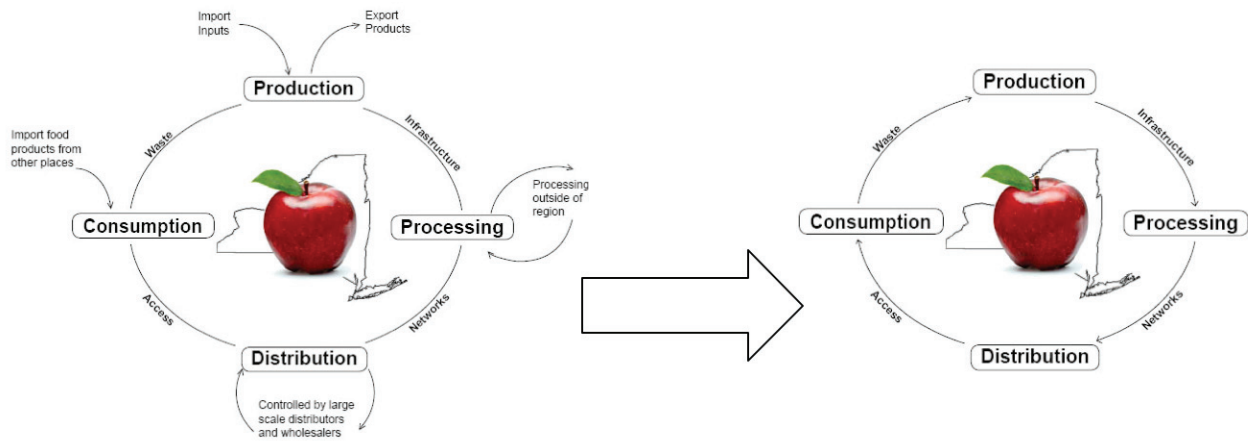 Import
Inputs
Export
Products
Production
Import food
products from
other places
Waste
Infrastructure
Processing
outside of
region
Consumption
Processing
Access
Networks
Distribution
Controlled by large
scale distributors
and wholesalers
Production
Waste
Infrastructure
Consumption
Processing
Access
Networks
Distribution